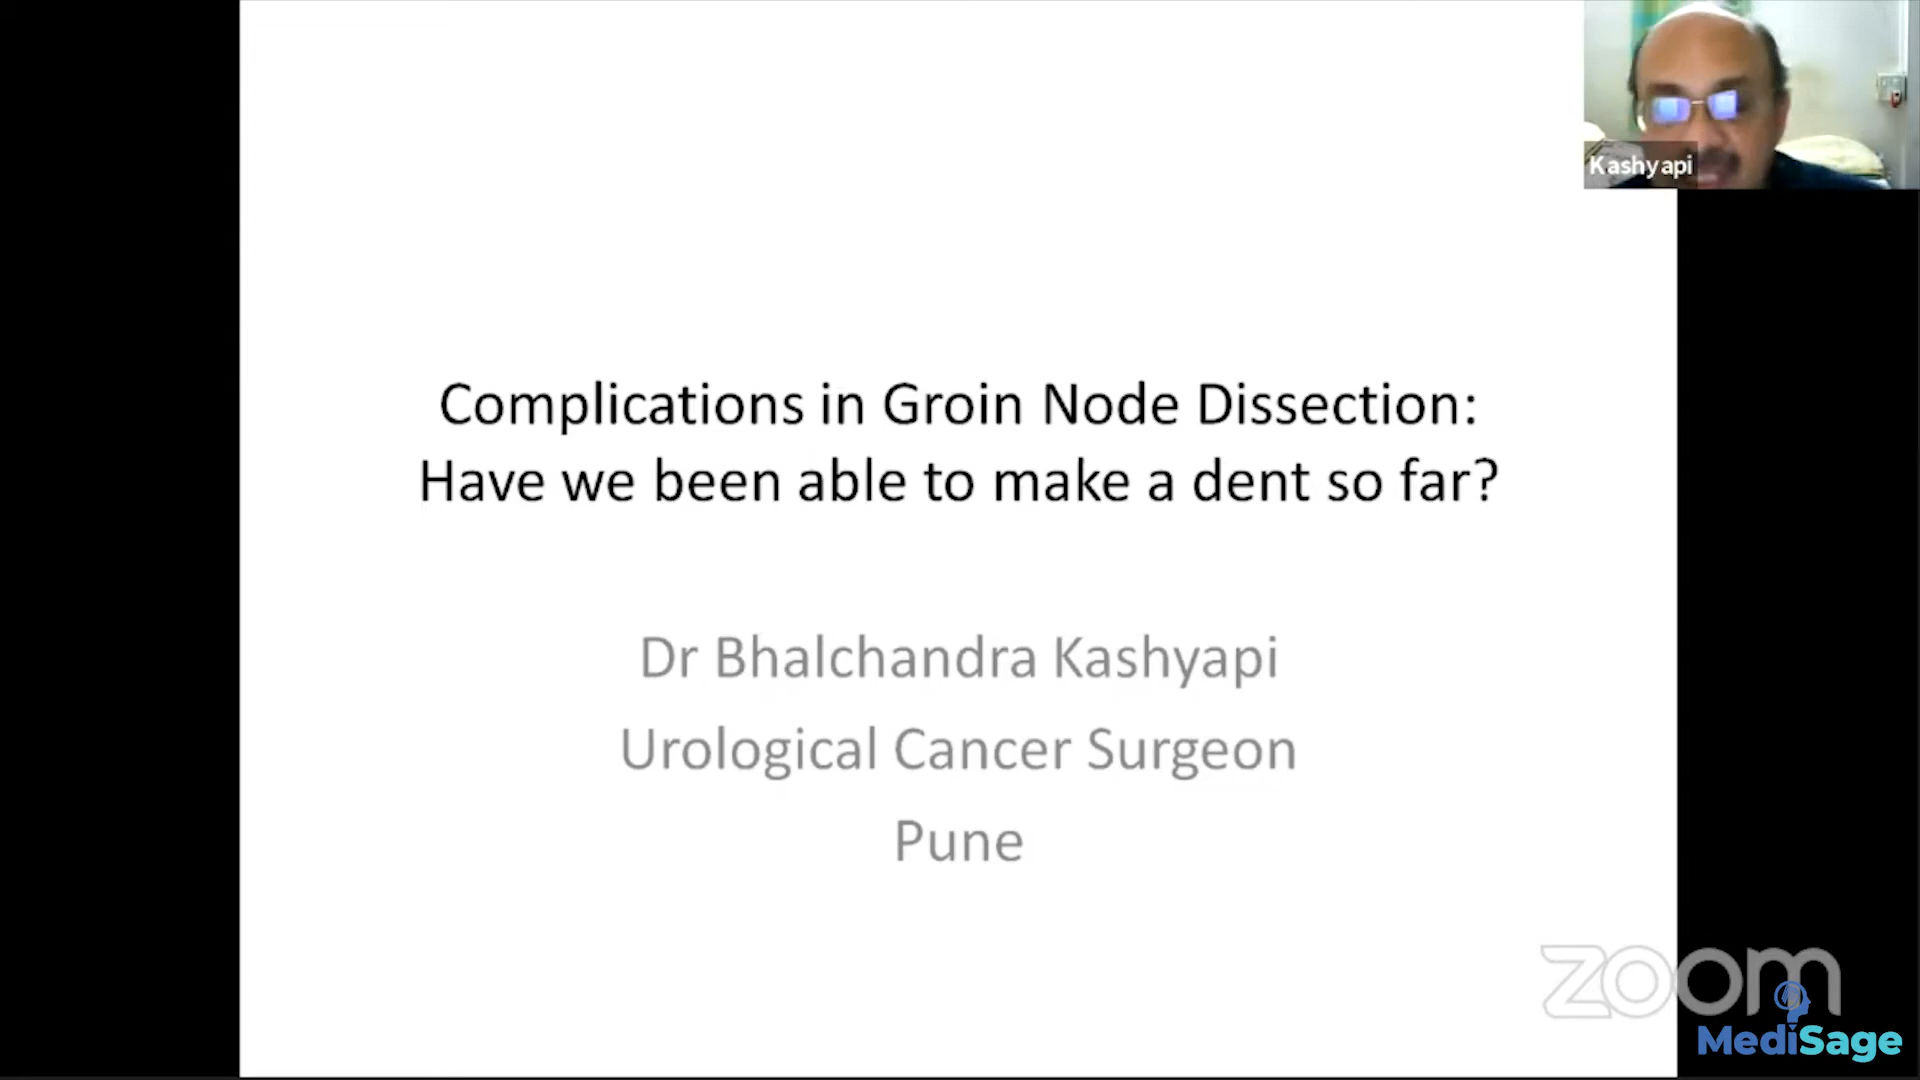 Kashyapi
Complications in Groin Node Dissection:
Have we been able to make a dent so far?
Dr Bhalchandra Kashyapi
Urological Cancer Surgeon
Pune
zoom
MediSage